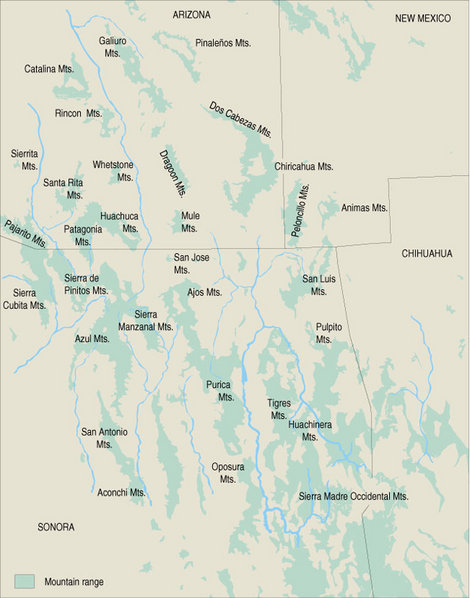 ARIZONA
NEW MEXICO
Galiuro
Mts.
Pinaleños Mts.
Catalina Mts.
Rincon Mts.
Dos Cabezas Mts.
Sierrita
Mts.
Whetstone
Mts.
Dragoon Mts.
Chiricahua Mts.
Santa Rita
Mts.
Peloncillo Mts.
Animas Mts.
Huachuca
Mts.
Mule
Mts.
Pajarito Mts.
Patagonia
Mts.
CHIHUAHUA
San Jose
Mts.
Sierra de
Pinitos Mts.
San Luis
Mts.
Sierra
Cubita Mts.
Ajos Mts.
Sierra
Manzanal Mts.
Pulpito
Mts.
Azul Mts.
Purica
Mts.
Tigres
Mts.
Huachinera
Mts.
San Antonio
Mts.
Oposura
Mts.
Aconchi Mts.
Sierra Madre Occidental Mts.
SONORA
Mountain range